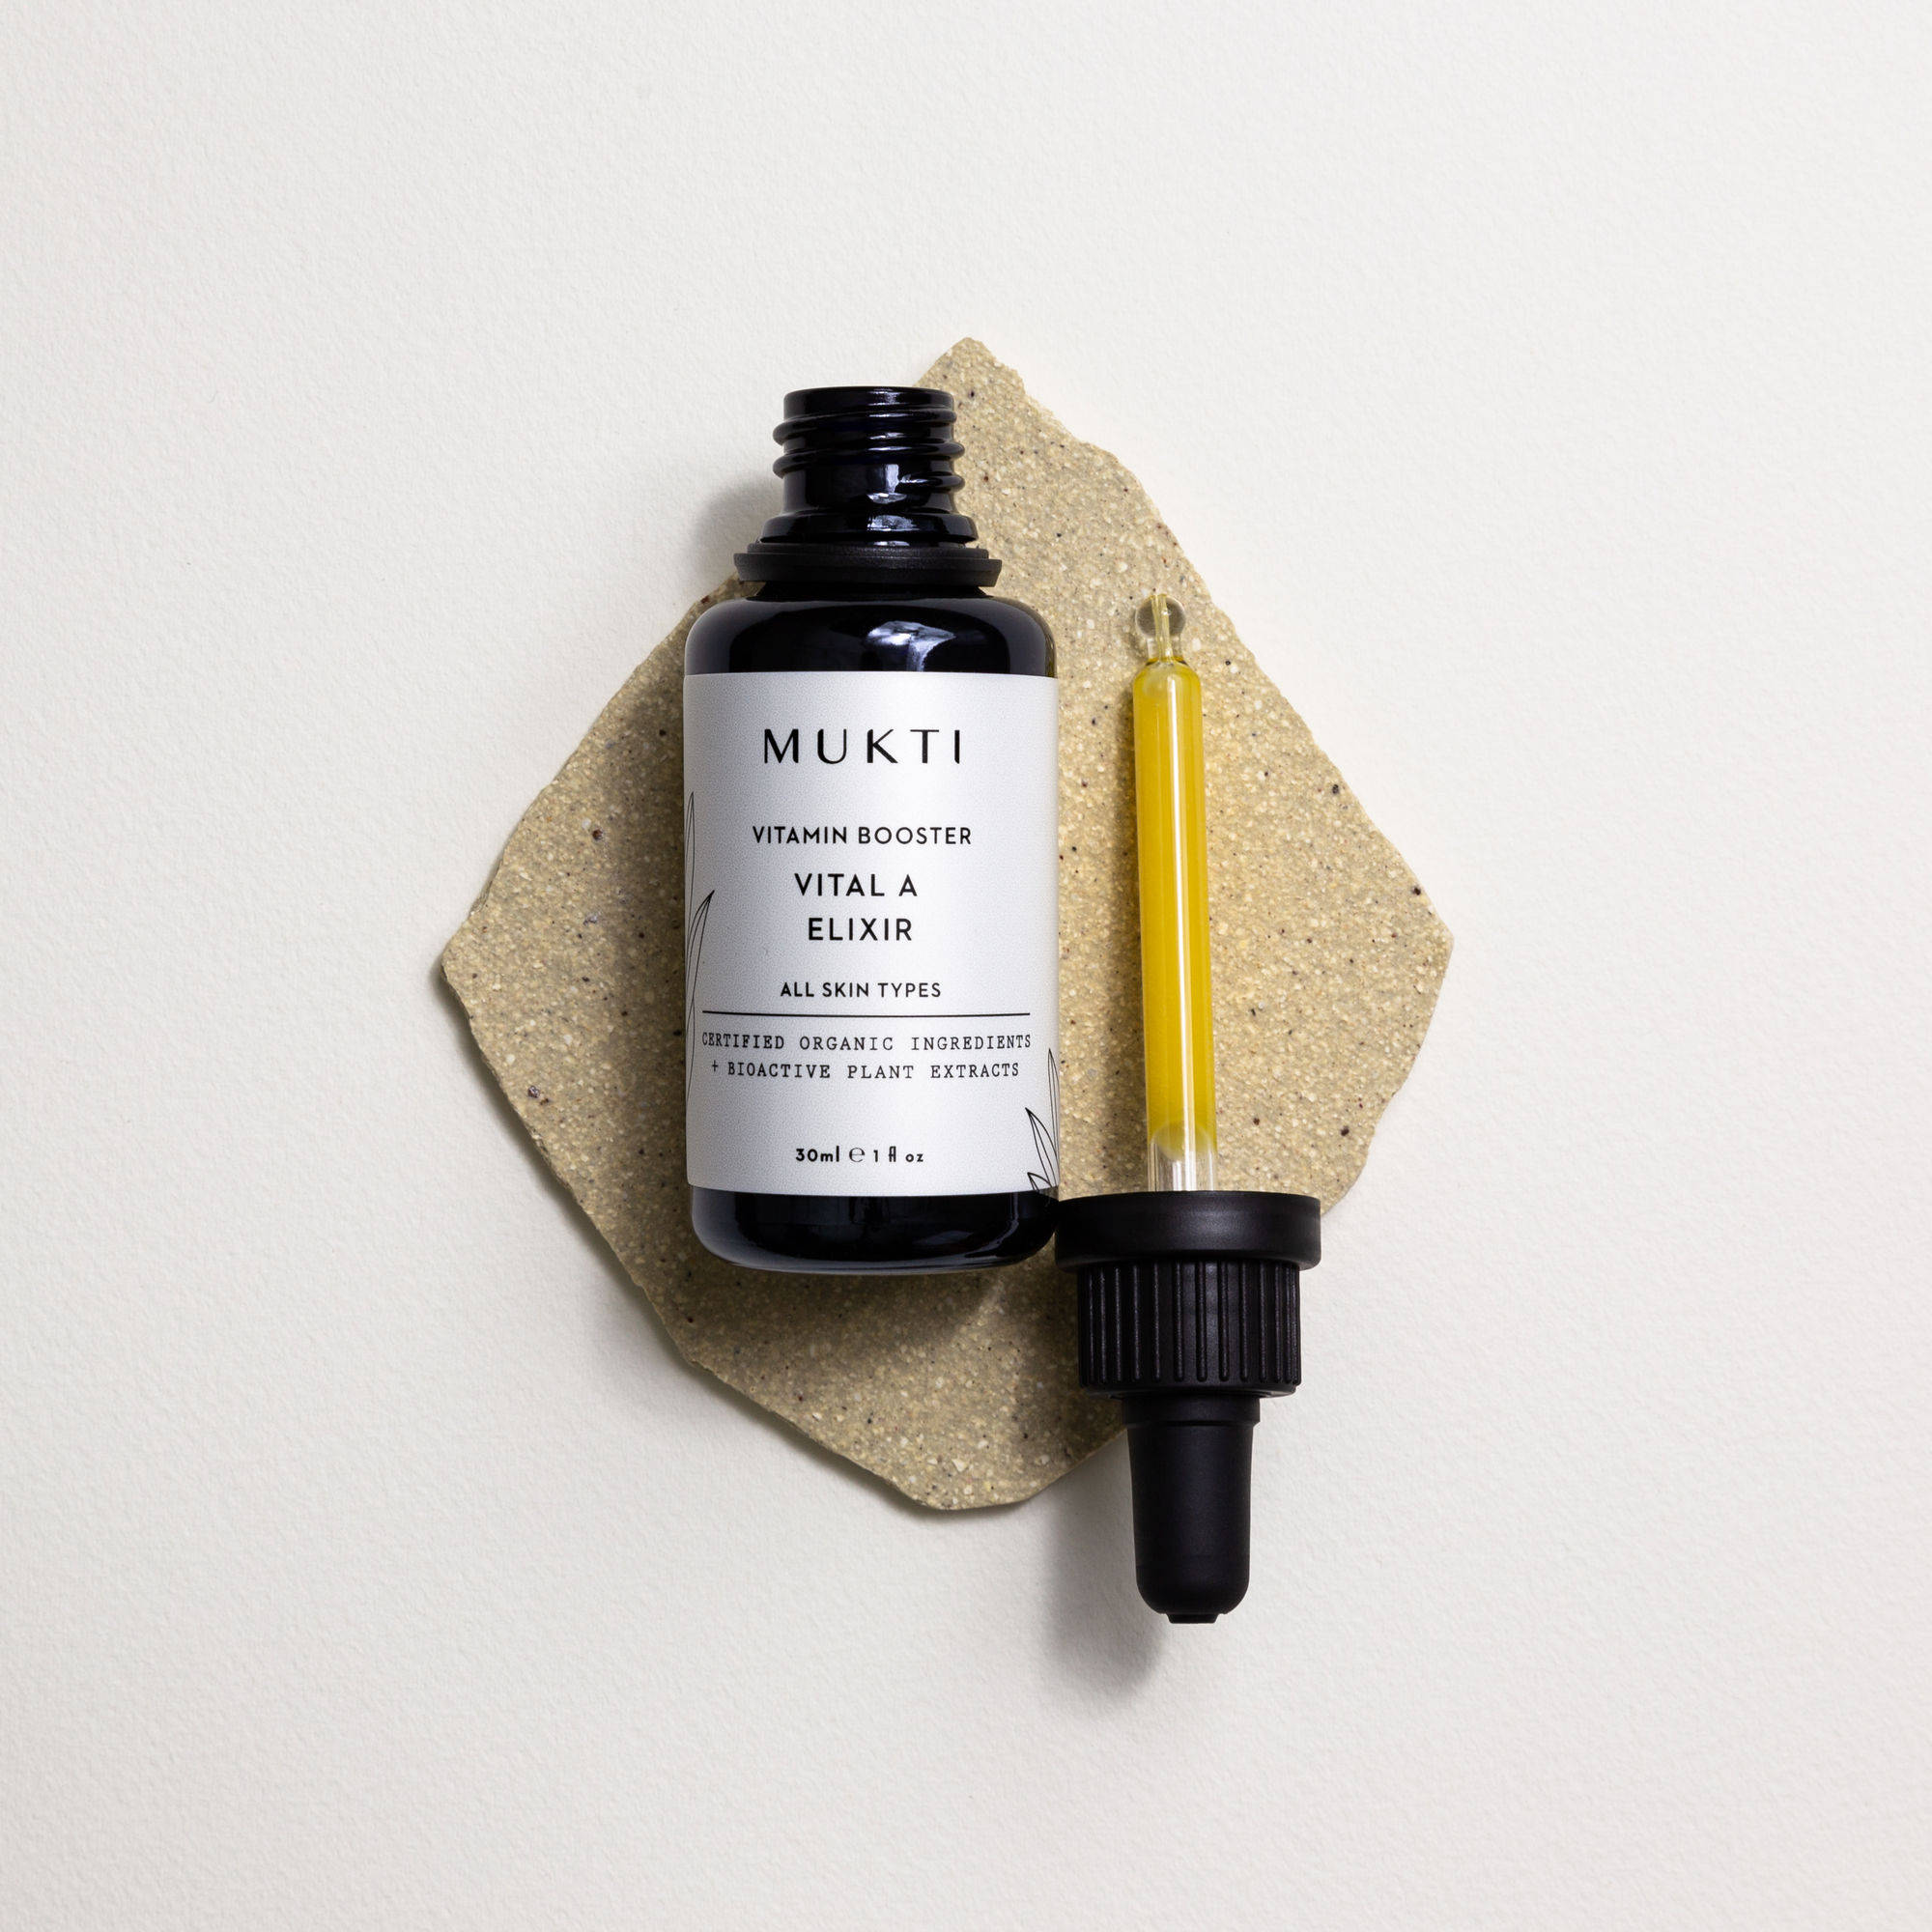 MUKTI
VITAMIN BOOSTER
VITAL A
ELIXIR
ALL SKIN TYPES
CERTIFIED ORGANIC INGREDIENTS
+ BIOACTIVE PLANT EXTRACTS
30ml ℮ 1 fl oz